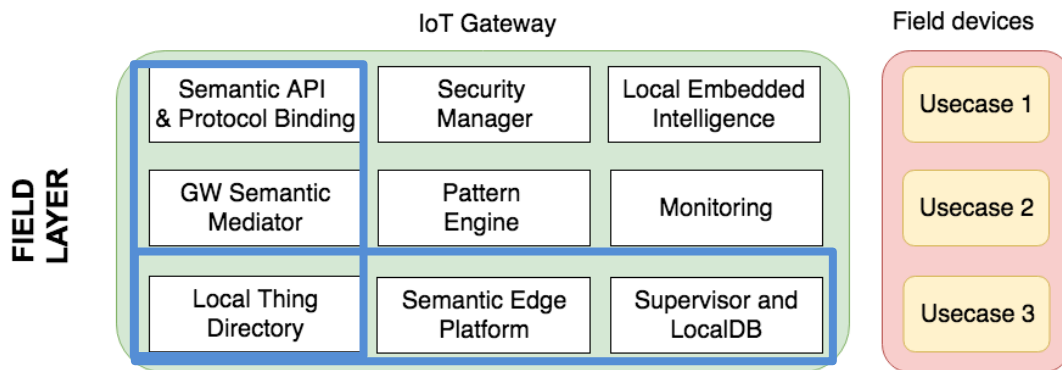 IoT Gateway
Field devices
FIELD
LAYER
Semantic API
& Protocol Binding
Security
Manager
Local Embedded
Intelligence
Usecase 1
GW Semantic
Mediator
Pattern
Engine
Monitoring
Usecase 2
Local Thing
Directory
Semantic Edge
Platform
Supervisor and
LocalDB
Usecase 3